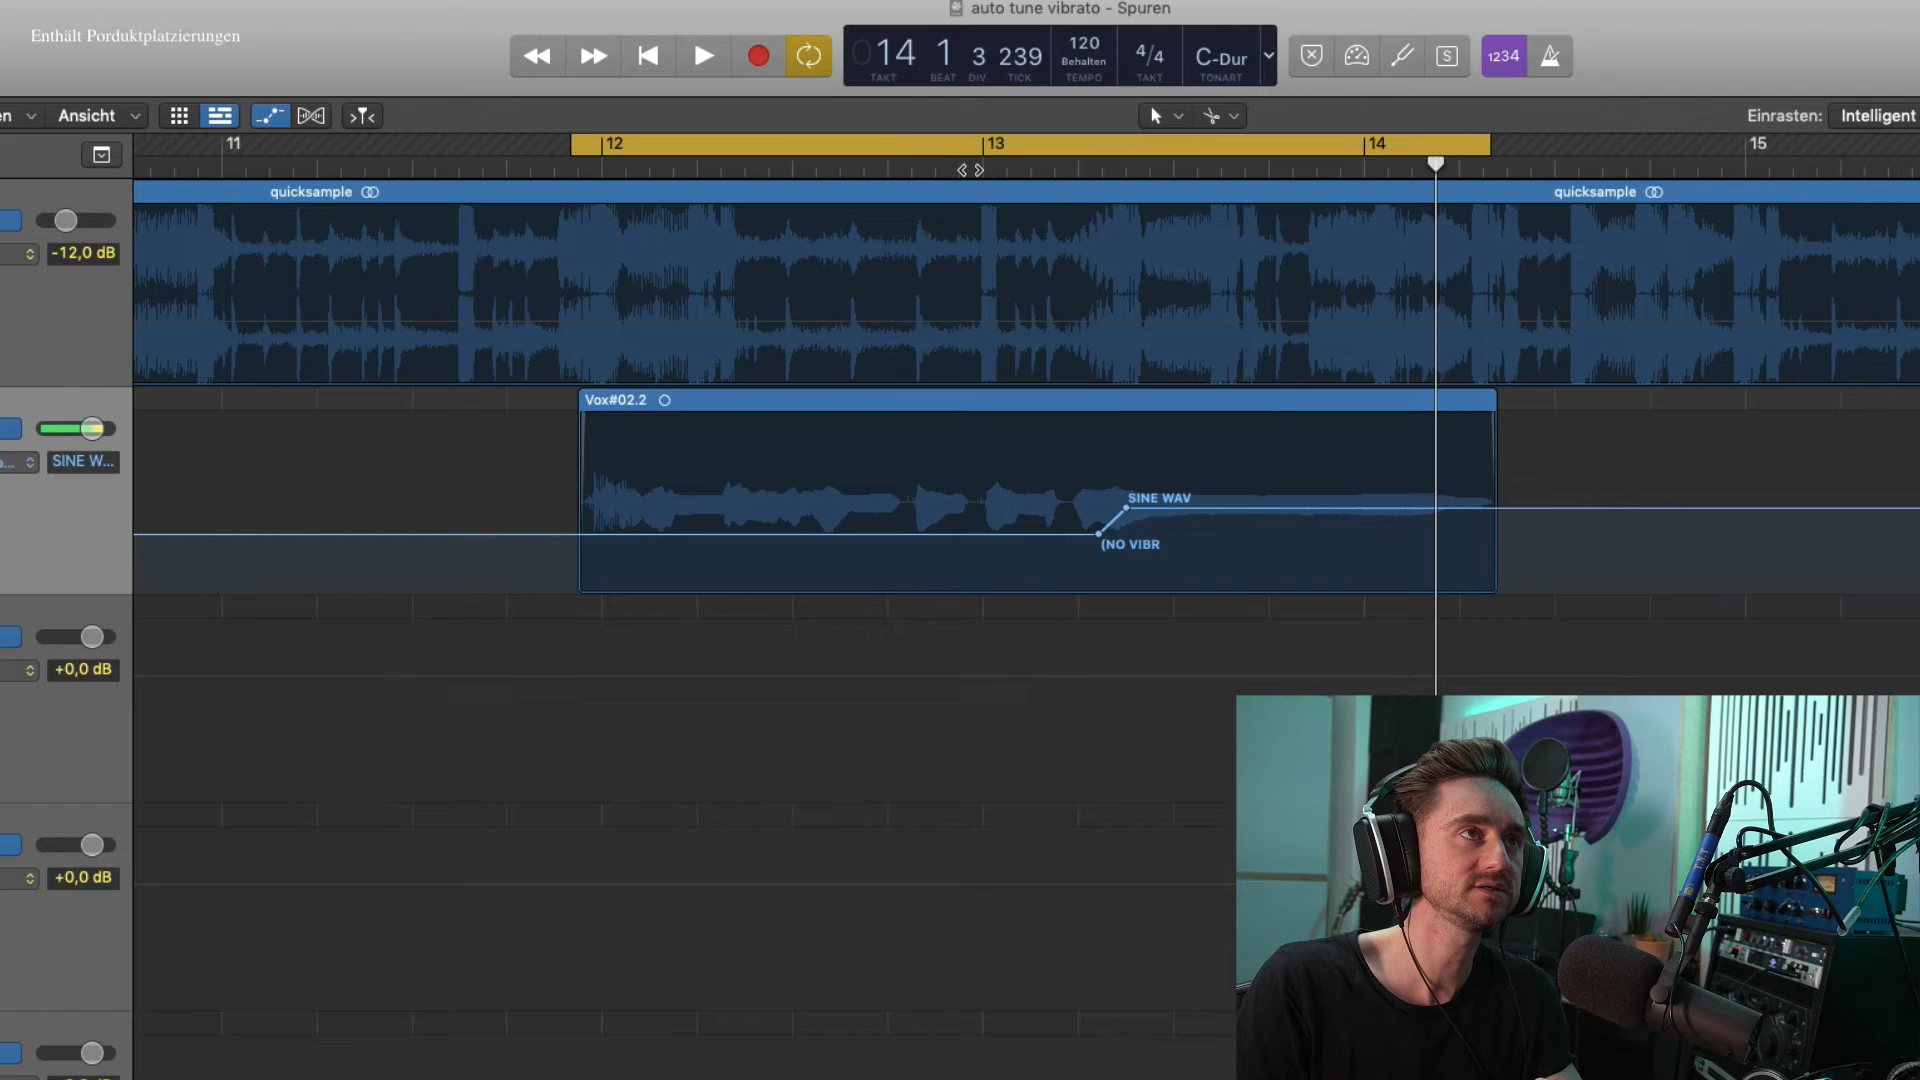 auto tune vibrato - Spuren
Enthält Porduktplatzierungen
014 1 3 239
TAKT BEAT DIV TICK
120
Behalten
TEMPO
4/4
TAKT
C-Dur
TONART
S
1234
en
Ansicht
Einrasten: Intelligent
11 12 13 14 15
quicksample
quicksample
-12,0 dB
Vox#02.2
a... SINE W...
SINE WAV
(NO VIBR
+0,0 dB
+0,0 dB